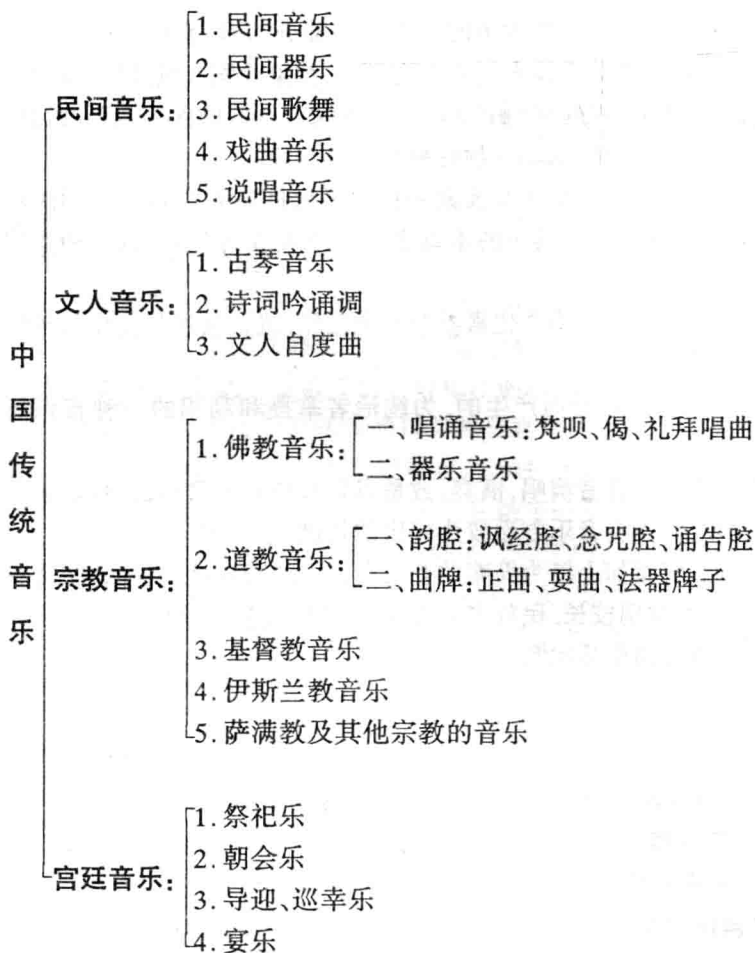 1. 民间音乐
2. 民间器乐
民间音乐: 3. 民间歌舞
4. 戏曲音乐
5. 说唱音乐
1. 古琴音乐
文人音乐: 2. 诗词吟诵调
3. 文人自度曲
中国传统音乐
1. 佛教音乐: 一、唱诵音乐:梵呗、偈、礼拜唱曲
二、器乐音乐
宗教音乐: 2. 道教音乐: 一、韵腔:讽经腔、念咒腔、诵告腔
二、曲牌:正曲、耍曲、法器牌子
3. 基督教音乐
4. 伊斯兰教音乐
5. 萨满教及其他宗教的音乐
1. 祭祀乐
2. 朝会乐
宫廷音乐: 3. 导迎、巡幸乐
4. 宴乐